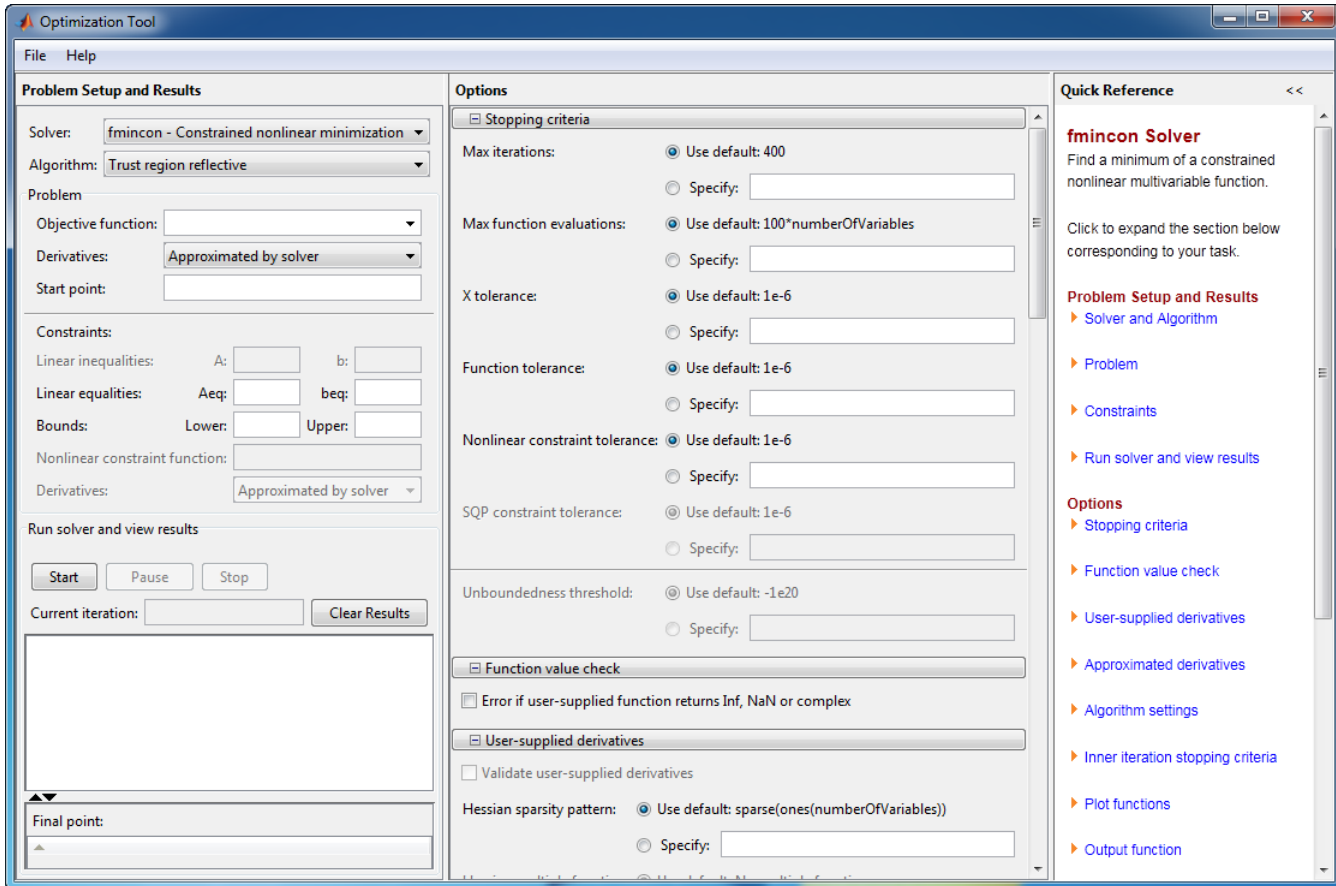 Optimization Tool
File Help
Problem Setup and Results
Solver: fmincon - Constrained nonlinear minimization
Algorithm: Trust region reflective
Problem
Objective function:
Derivatives: Approximated by solver
Start point:
Constraints:
Linear inequalities: A: b:
Linear equalities: Aeq: beq:
Bounds: Lower: Upper:
Nonlinear constraint function:
Derivatives: Approximated by solver
Run solver and view results
Start Pause Stop
Current iteration: Clear Results
Final point:
Options
Stopping criteria
Max iterations: Use default: 400
Specify:
Max function evaluations: Use default: 100*numberOfVariables
Specify:
X tolerance: Use default: 1e-6
Specify:
Function tolerance: Use default: 1e-6
Specify:
Nonlinear constraint tolerance: Use default: 1e-6
Specify:
SQP constraint tolerance: Use default: 1e-6
Specify:
Unboundedness threshold: Use default: -1e20
Specify:
Function value check
Error if user-supplied function returns Inf, NaN or complex
User-supplied derivatives
Validate user-supplied derivatives
Hessian sparsity pattern: Use default: sparse(ones(numberOfVariables))
Specify:
Quick Reference <<
fmincon Solver
Find a minimum of a constrained
nonlinear multivariable function.
Click to expand the section below
corresponding to your task.
Problem Setup and Results
Solver and Algorithm
Problem
Constraints
Run solver and view results
Options
Stopping criteria
Function value check
User-supplied derivatives
Approximated derivatives
Algorithm settings
Inner iteration stopping criteria
Plot functions
Output function